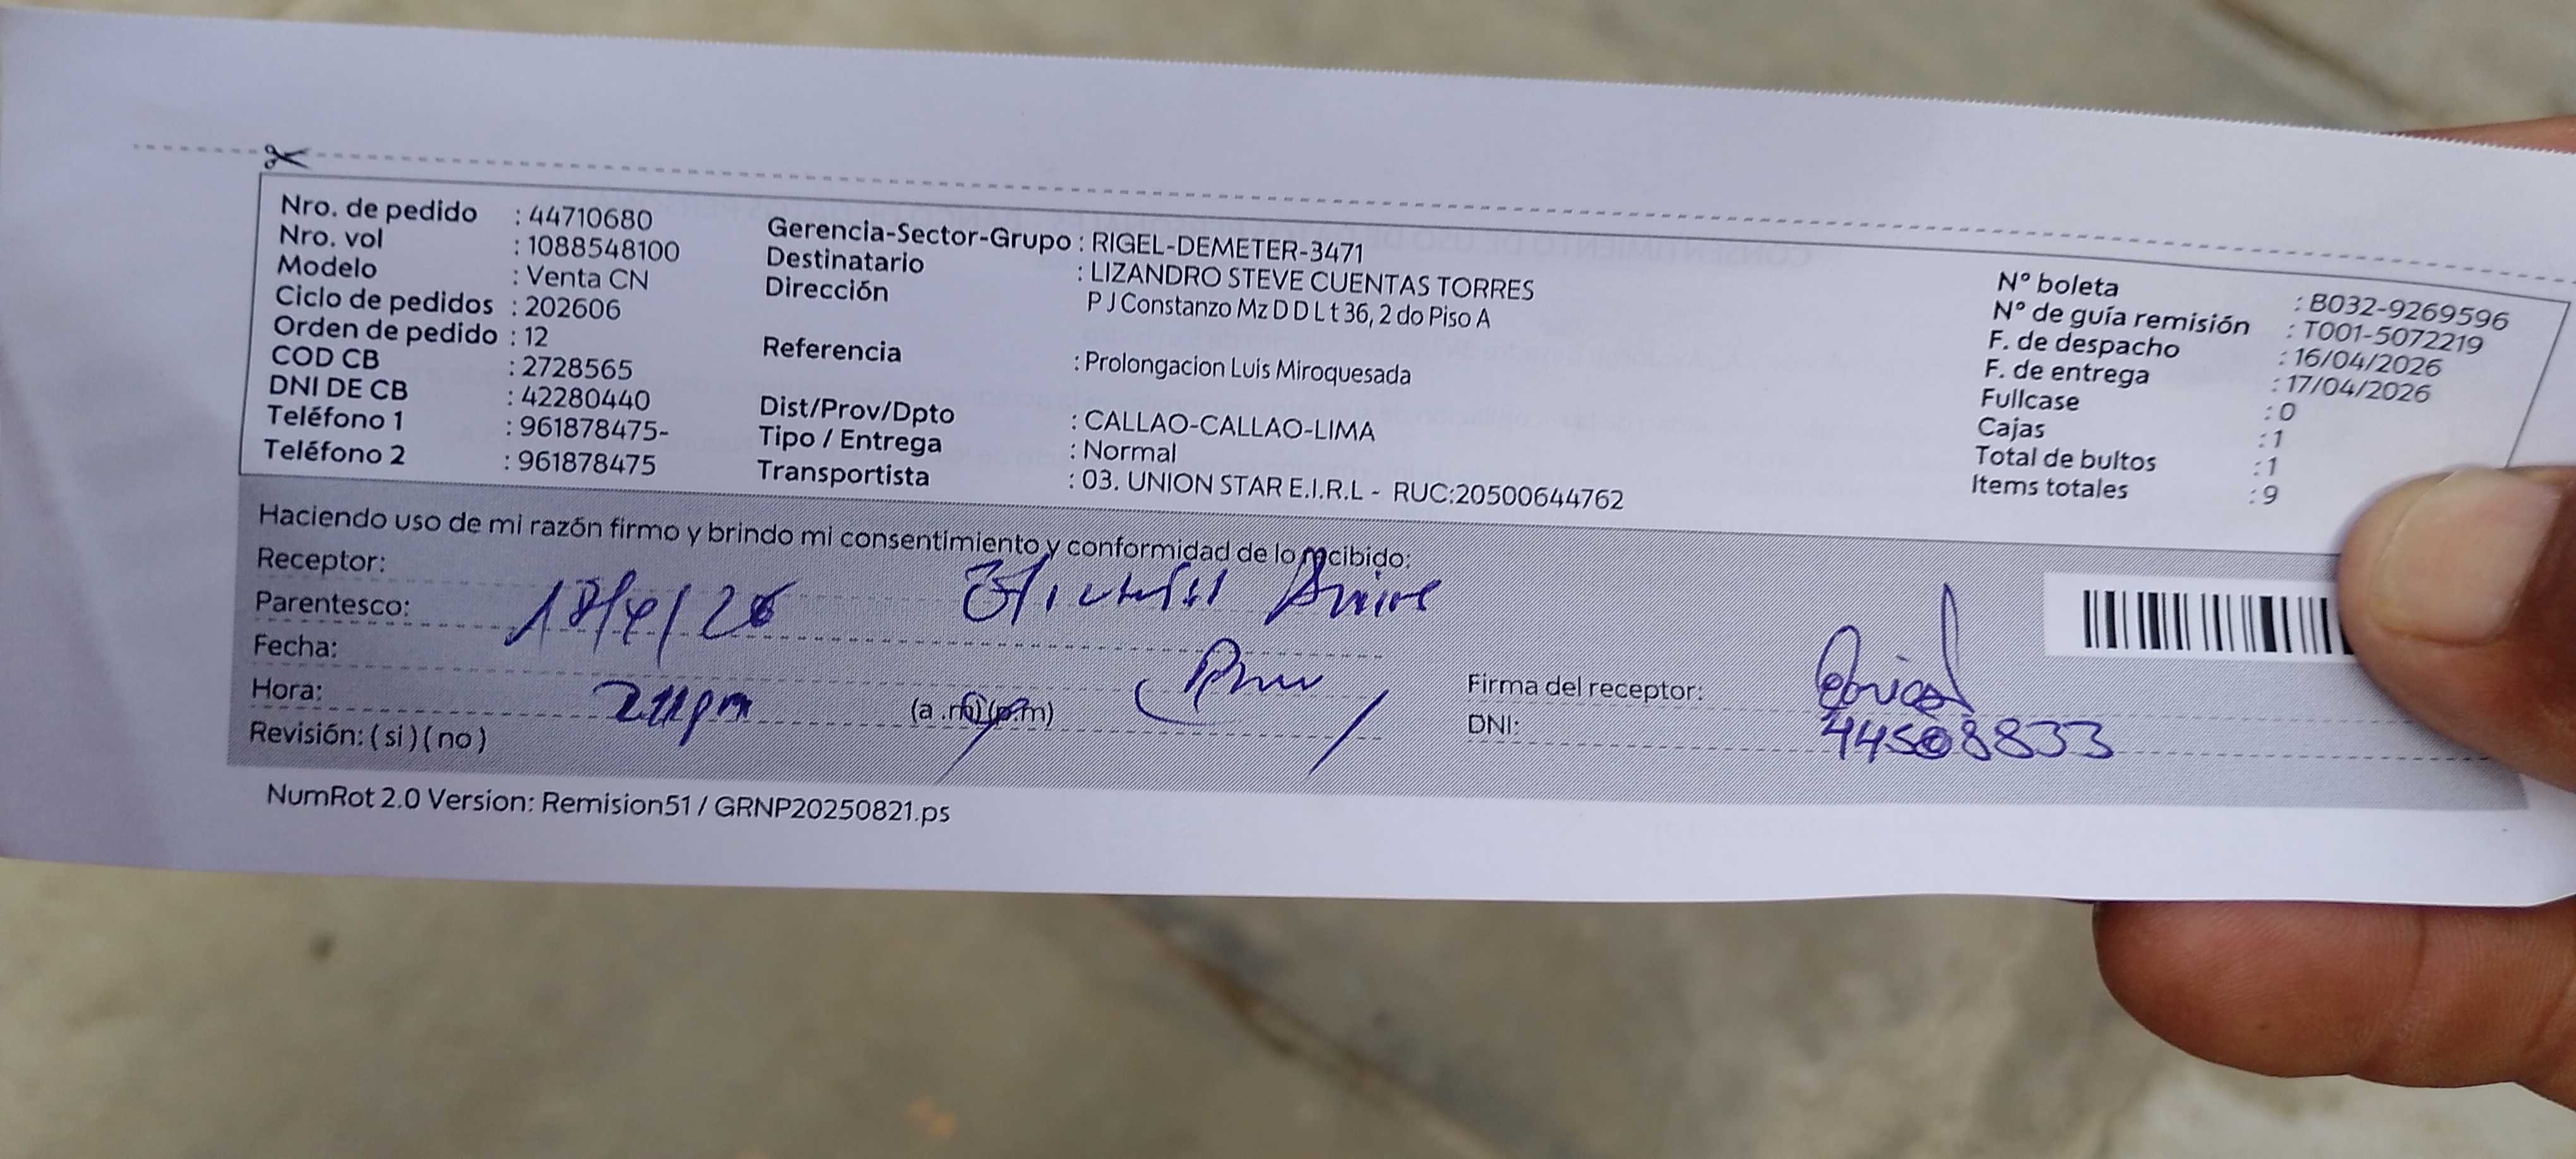 Nro. de pedido : 44710680
Nro. vol : 1088548100
Modelo : Venta CN
Ciclo de pedidos : 202606
Orden de pedido : 12
COD CB : 2728565
DNI DE CB : 42280440
Teléfono 1 : 961878475-
Teléfono 2 : 961878475
Gerencia-Sector-Grupo : RIGEL-DEMETER-3471
Destinatario : LIZANDRO STEVE CUENTAS TORRES
Dirección P J Constanzo Mz D D L t 36, 2 do Piso A
Referencia : Prolongacion Luis Miroquesada
Dist/Prov/Dpto : CALLAO-CALLAO-LIMA
Tipo / Entrega : Normal
Transportista : 03. UNION STAR E.I.R.L - RUC:20500644762
N° boleta : B032-9269596
N° de guía remisión : T001-5072219
F. de despacho : 16/04/2026
F. de entrega : 17/04/2026
Fullcase : 0
Cajas : 1
Total de bultos : 1
Items totales : 9
Haciendo uso de mi razón firmo y brindo mi consentimiento y conformidad de lo recibido:
Receptor:
Parentesco:
Fecha:
Hora: (a .m) (p.m)
Revisión: ( si ) ( no )
Firma del receptor:
DNI: 44508833
NumRot 2.0 Version: Remision51 / GRNP20250821.ps